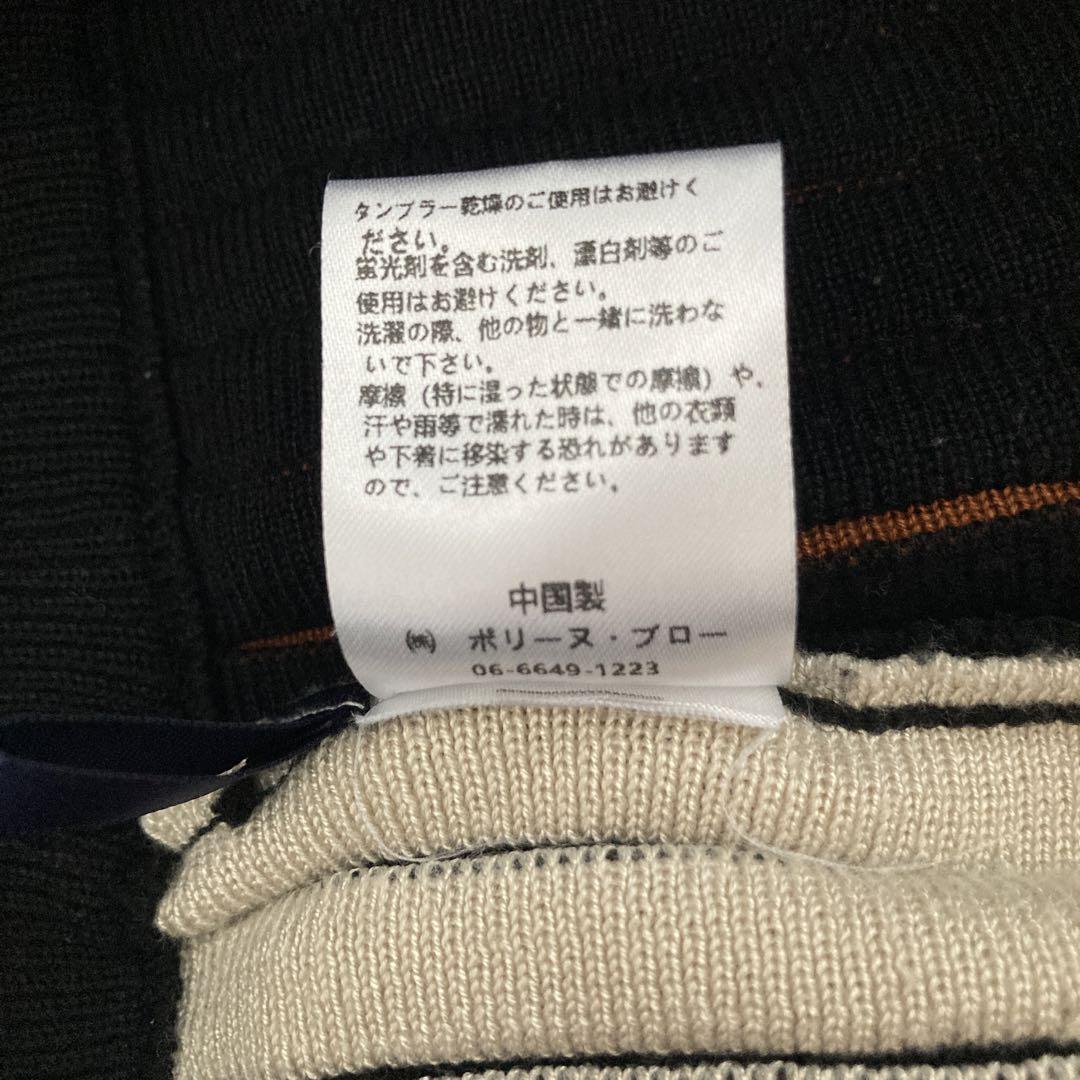 タンブラー乾燥のご使用はお避けく
ださい。
蛍光剤を含む洗剤、漂白剤等のご
使用はお避けください。
洗濯の際、他の物と一緒に洗わな
いで下さい。
摩擦（特に湿った状態での摩擦）や、
汗や雨等で濡れた時は、他の衣類
や下着に移染する恐れがあります
ので、ご注意ください。
中国製
㈱ ポリーヌ・ブロー
06-6649-1223